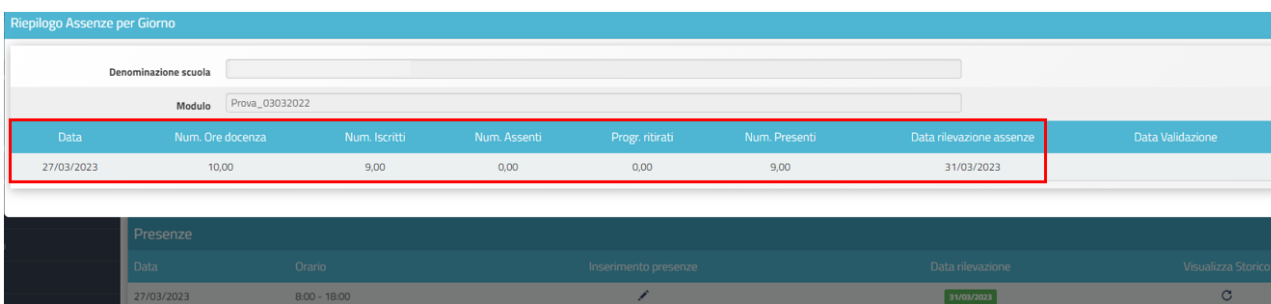 Riepilogo Assenze per Giorno
Denominazione scuola
Modulo Prova_03032022
Data Num. Ore docenza Num. Iscritti Num. Assenti Progr. ritirati Num. Presenti Data rilevazione assenze Data Validazione
27/03/2023 10,00 9,00 0,00 0,00 9,00 31/03/2023
Presenze
Data Orario Inserimento presenze Data rilevazione Visualizza Storico
27/03/2023 8:00 - 18:00 31/03/2023